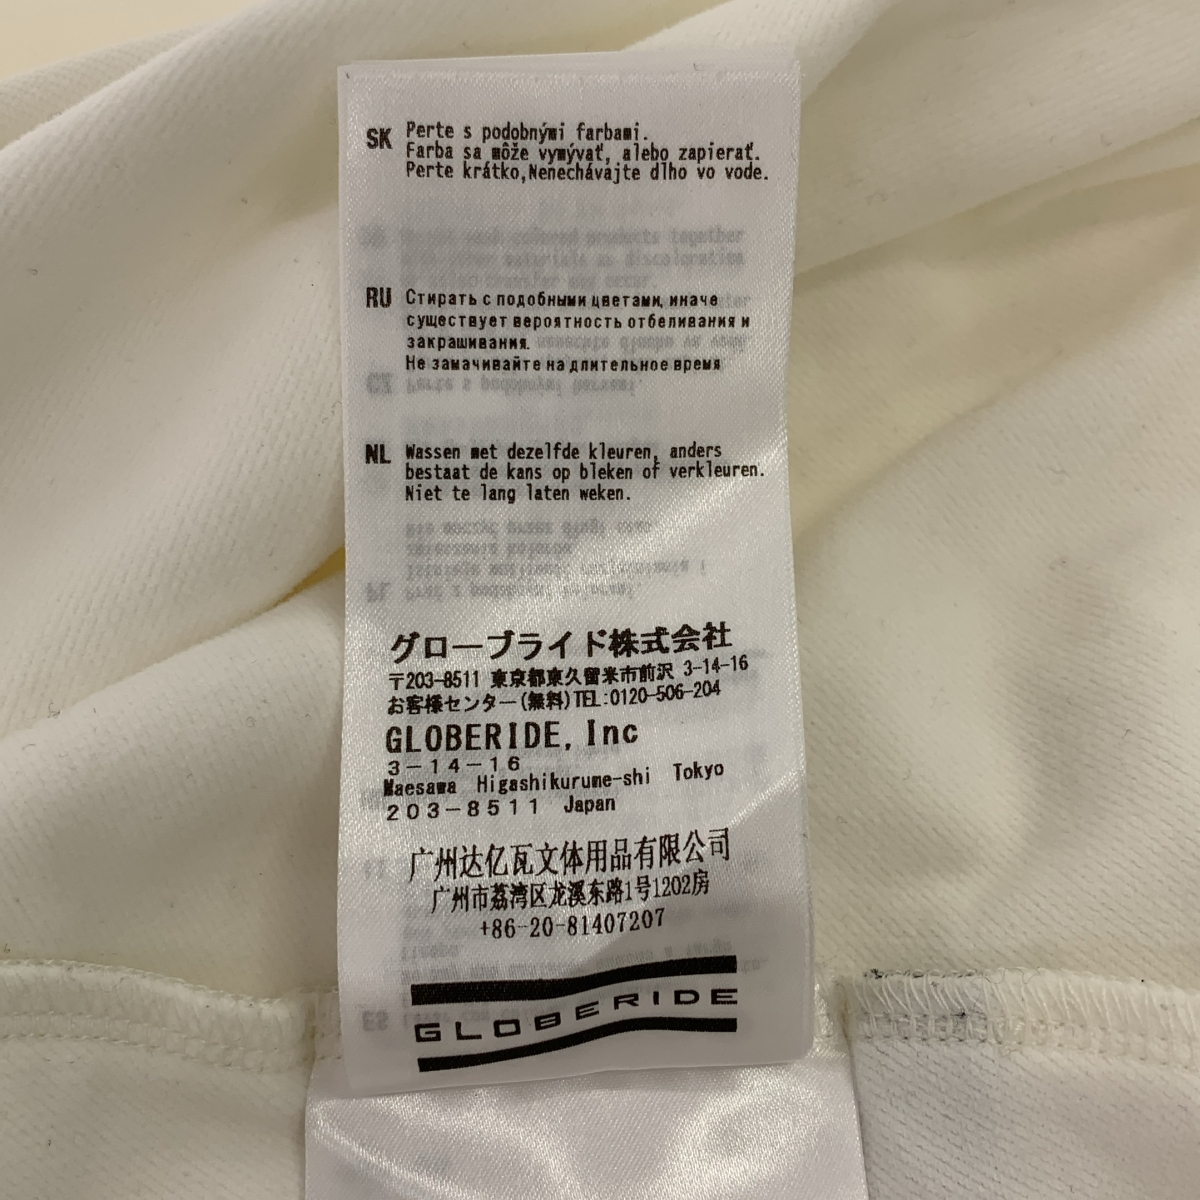 SK Perte s podobnými farbami.
Farba sa môže vymývať, alebo zapierať.
Perte krátko,Nenechávajte dlho vo vode.
RU Стирать с подобными цветами, иначе
существует вероятность отбеливания и
закрашивания.
Не замачивайте на длительное время
NL Wassen met dezelfde kleuren, anders
bestaat de kans op bleken of verkleuren.
Niet te lang laten weken.
グローブライド株式会社
〒203-8511 東京都東久留米市前沢 3-14-16
お客様センター(無料)TEL:0120-506-204
GLOBERIDE, Inc
3－14－16
Maesawa Higashikurume-shi Tokyo
203－8511 Japan
广州达亿瓦文体用品有限公司
广州市荔湾区龙溪东路1号1202房
+86-20-81407207
GLOBERIDE